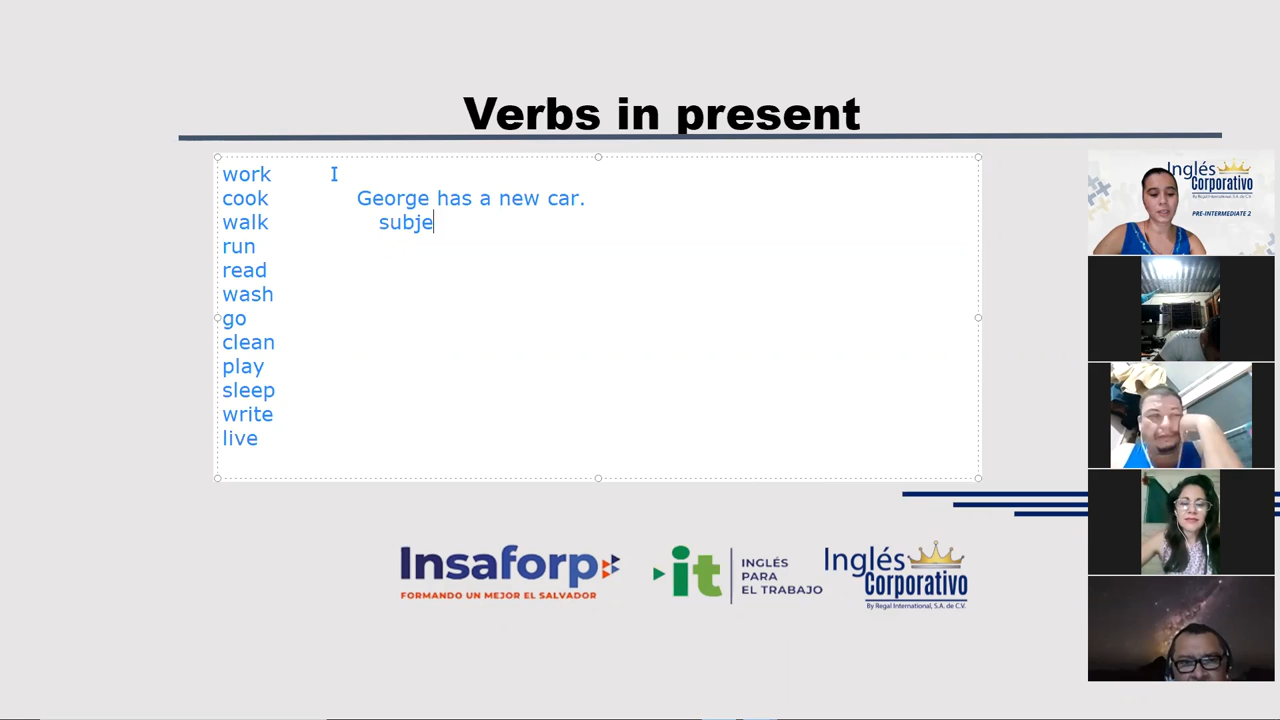 Verbs in present
work
cook George has a new car.
walk subje
run
read
wash
go
clean
play
sleep
write
live
Insaforp
FORMANDO UN MEJOR EL SALVADOR
it
INGLÉS
PARA
EL TRABAJO
Inglés
Corporativo
By Regal International, S.A. de C.V.
Inglés
Corporativo
By Regal International, S.A. de C.V.
PRE-INTERMEDIATE 2